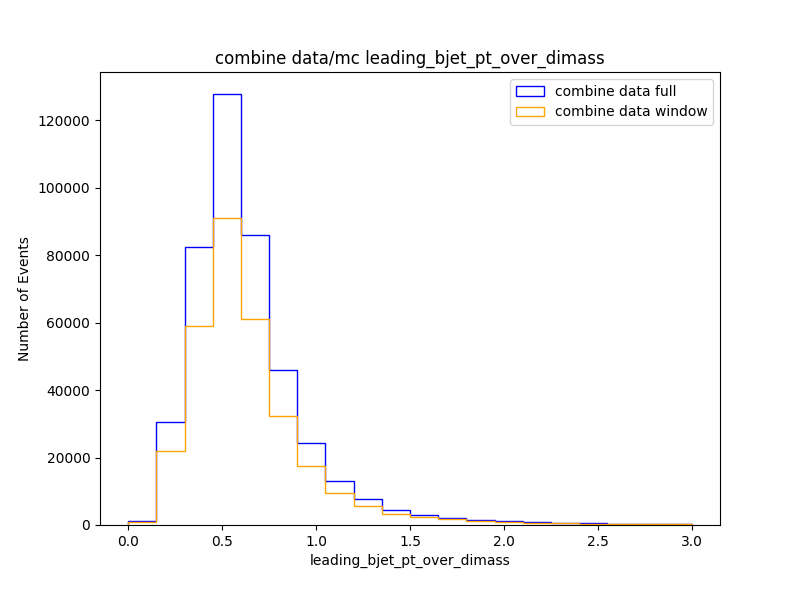 combine data/mc leading_bjet_pt_over_dimass
combine data full
combine data window
Number of Events
120000
100000
80000
60000
40000
20000
0
0.0 0.5 1.0 1.5 2.0 2.5 3.0
leading_bjet_pt_over_dimass